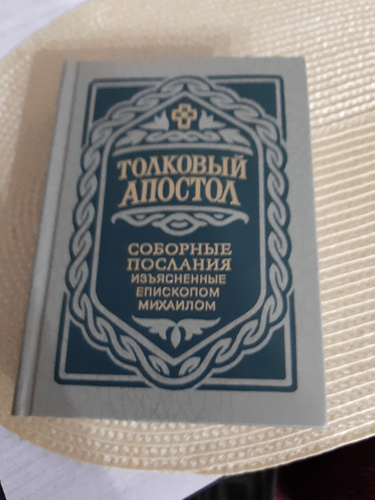 ТОЛКОВЫЙ
АПОСТОЛ
СОБОРНЫЕ
ПОСЛАНИЯ
ИЗЪЯСНЕННЫЕ
ЕПИСКОПОМ
МИХАИЛОМ